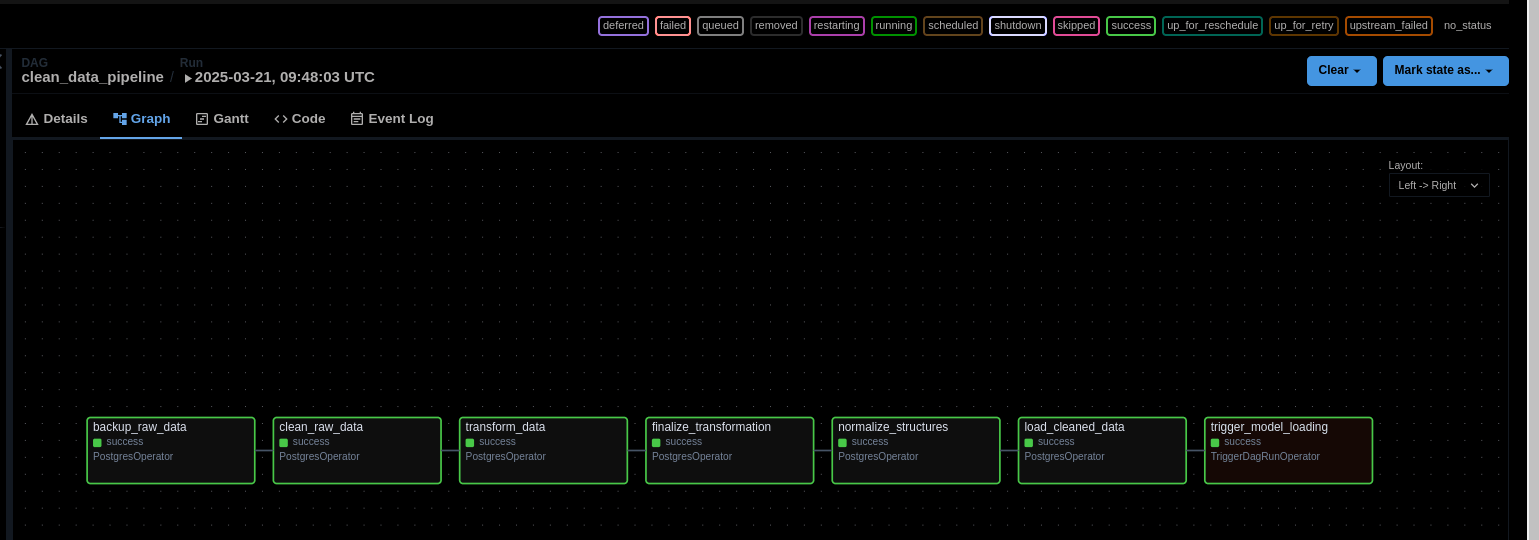 deferred failed queued removed restarting running scheduled shutdown skipped success up_for_reschedule up_for_retry upstream_failed no_status
DAG Run
clean_data_pipeline / 2025-03-21, 09:48:03 UTC
Clear Mark state as...
Details Graph Gantt Code Event Log
Layout:
Left -> Right
backup_raw_data
success
PostgresOperator
clean_raw_data
success
PostgresOperator
transform_data
success
PostgresOperator
finalize_transformation
success
PostgresOperator
normalize_structures
success
PostgresOperator
load_cleaned_data
success
PostgresOperator
trigger_model_loading
success
TriggerDagRunOperator